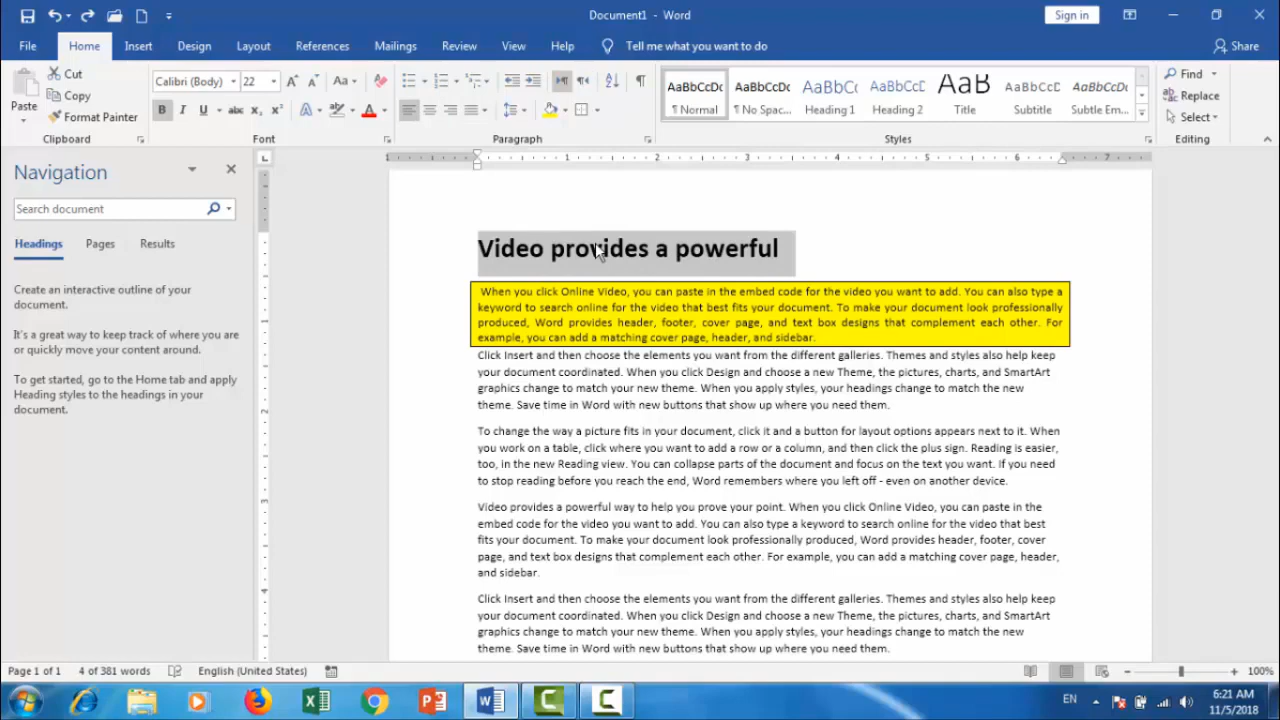 Document1 - Word
Sign in
File Home Insert Design Layout References Mailings Review View Help Tell me what you want to do Share
Paste
Cut
Copy
Format Painter
Clipboard
Calibri (Body) 22
Font
Paragraph
AaBbCcDc AaBbCcDc AaBbCc AaBbCcC AaB AaBbCcC AaBbCcDc
¶ Normal ¶ No Spac... Heading 1 Heading 2 Title Subtitle Subtle Em...
Styles
Find
Replace
Select
Editing
Navigation
Search document
Headings Pages Results
Create an interactive outline of your
document.
It's a great way to keep track of where you are
or quickly move your content around.
To get started, go to the Home tab and apply
Heading styles to the headings in your
document.
1 1 2 3 4 5 6 7
Video provides a powerful
When you click Online Video, you can paste in the embed code for the video you want to add. You can also type a
keyword to search online for the video that best fits your document. To make your document look professionally
produced, Word provides header, footer, cover page, and text box designs that complement each other. For
example, you can add a matching cover page, header, and sidebar.
Click Insert and then choose the elements you want from the different galleries. Themes and styles also help keep
your document coordinated. When you click Design and choose a new Theme, the pictures, charts, and SmartArt
graphics change to match your new theme. When you apply styles, your headings change to match the new
theme. Save time in Word with new buttons that show up where you need them.
To change the way a picture fits in your document, click it and a button for layout options appears next to it. When
you work on a table, click where you want to add a row or a column, and then click the plus sign. Reading is easier,
too, in the new Reading view. You can collapse parts of the document and focus on the text you want. If you need
to stop reading before you reach the end, Word remembers where you left off - even on another device.
Video provides a powerful way to help you prove your point. When you click Online Video, you can paste in the
embed code for the video you want to add. You can also type a keyword to search online for the video that best
fits your document. To make your document look professionally produced, Word provides header, footer, cover
page, and text box designs that complement each other. For example, you can add a matching cover page, header,
and sidebar.
Click Insert and then choose the elements you want from the different galleries. Themes and styles also help keep
your document coordinated. When you click Design and choose a new Theme, the pictures, charts, and SmartArt
graphics change to match your new theme. When you apply styles, your headings change to match the new
theme. Save time in Word with new buttons that show up where you need them.
Page 1 of 1 4 of 381 words English (United States) 100%
EN
6:21 AM
11/5/2018